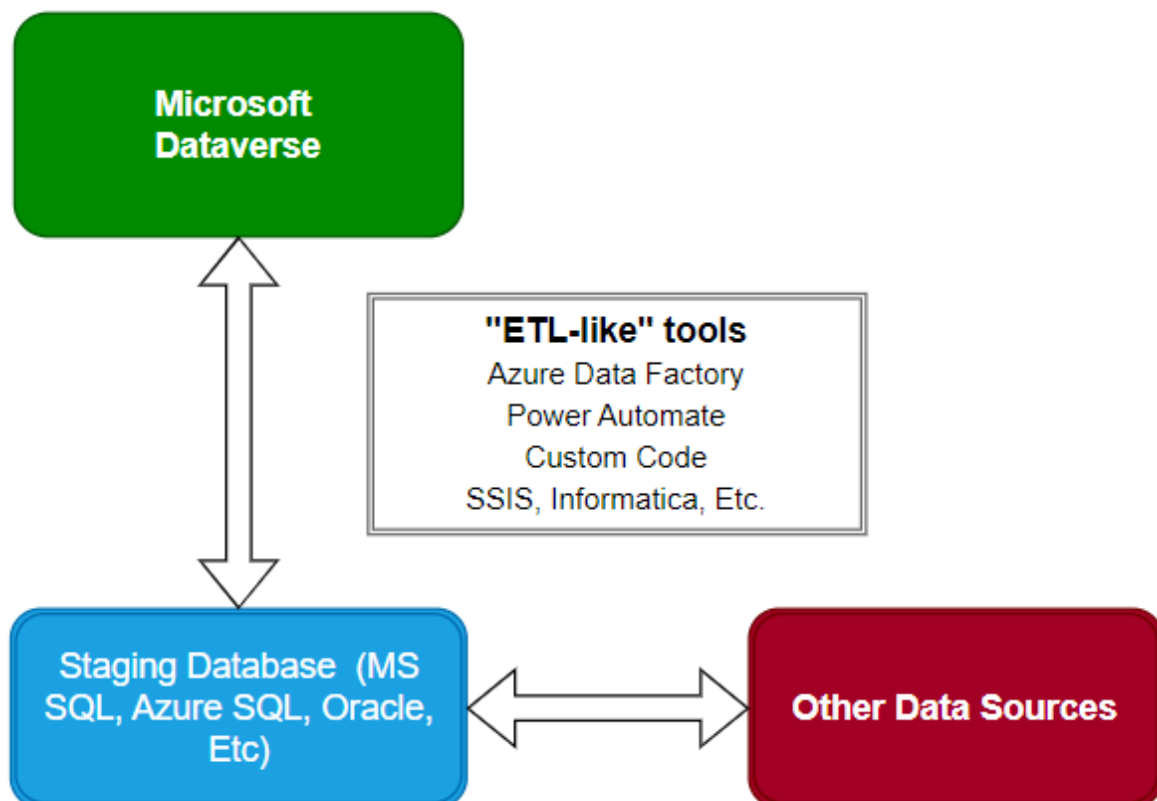 Microsoft
Dataverse
"ETL-like" tools
Azure Data Factory
Power Automate
Custom Code
SSIS, Informatica, Etc.
Staging Database  (MS
SQL, Azure SQL, Oracle,
Etc)
Other Data Sources